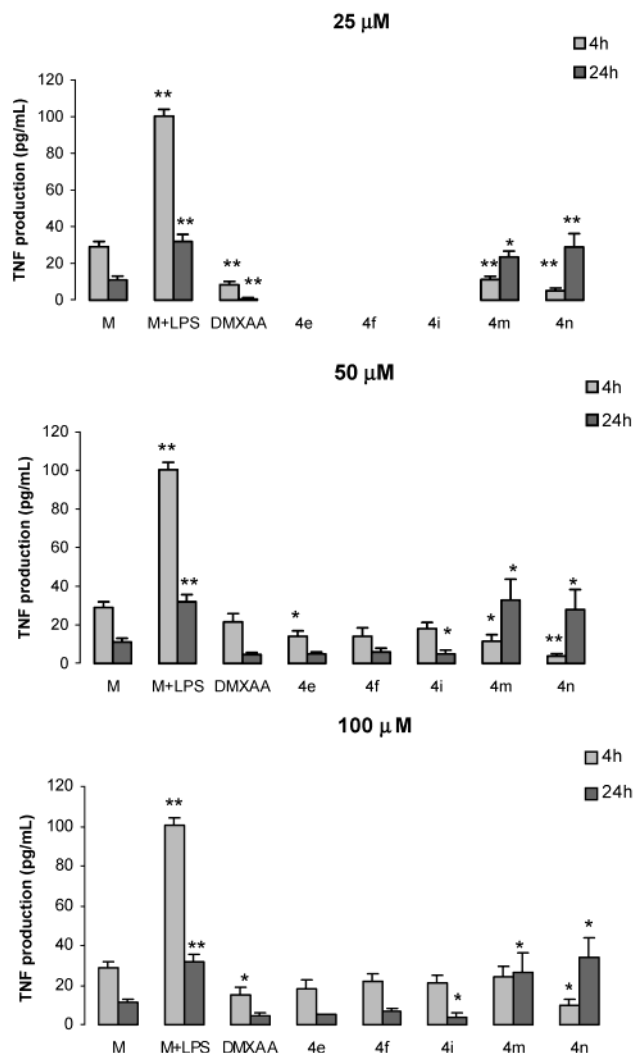 25 μM
4h
24h
TNF production (pg/mL)
120
100
80
60
40
20
0
**
**
**
**
**
*
**
**
M M+LPS DMXAA 4e 4f 4i 4m 4n
50 μM
4h
24h
TNF production (pg/mL)
120
100
80
60
40
20
0
**
**
*
*
*
*
**
*
M M+LPS DMXAA 4e 4f 4i 4m 4n
100 μM
4h
24h
TNF production (pg/mL)
120
100
80
60
40
20
0
**
**
*
*
*
*
*
M M+LPS DMXAA 4e 4f 4i 4m 4n